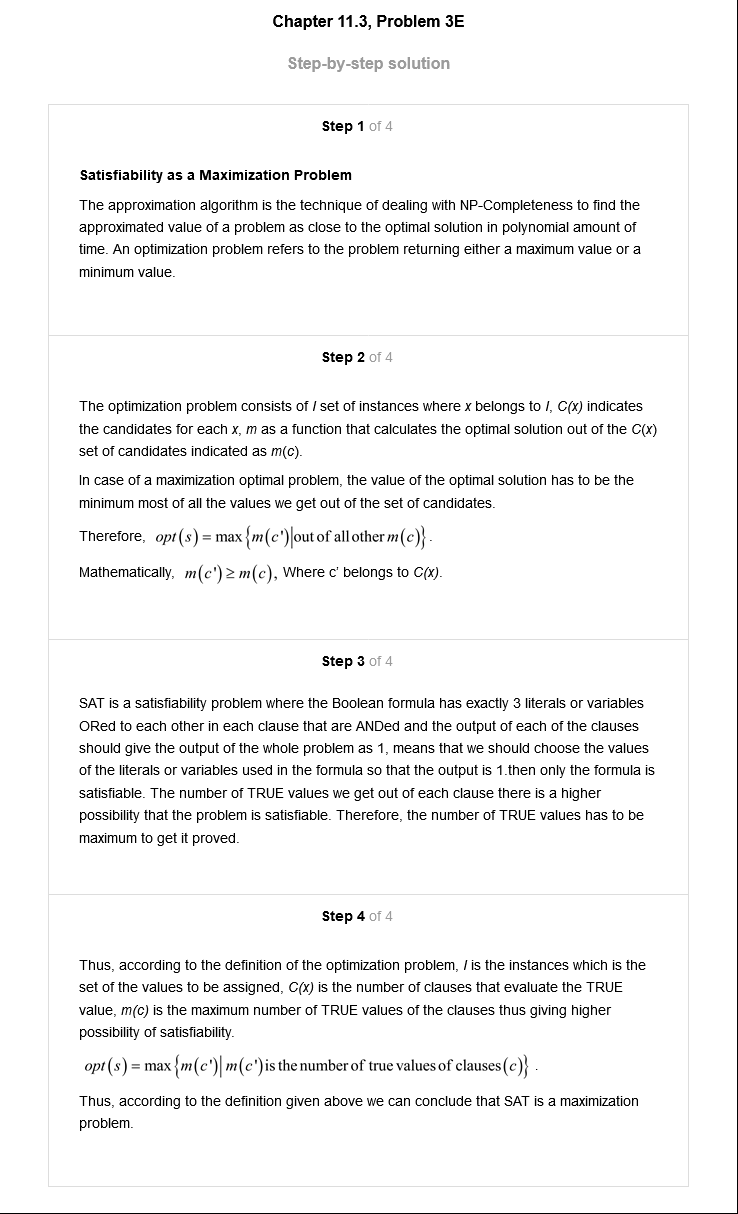 Chapter 11.3, Problem 3E
Step-by-step solution
Step 1 of 4
Satisfiability as a Maximization Problem
The approximation algorithm is the technique of dealing with NP-Completeness to find the
approximated value of a problem as close to the optimal solution in polynomial amount of
time. An optimization problem refers to the problem returning either a maximum value or a
minimum value.
Step 2 of 4
The optimization problem consists of I set of instances where x belongs to I, C(x) indicates
the candidates for each x, m as a function that calculates the optimal solution out of the C(x)
set of candidates indicated as m(c).
In case of a maximization optimal problem, the value of the optimal solution has to be the
minimum most of all the values we get out of the set of candidates.
Therefore, opt(s) = max {m(c')|out of all other m(c)} .
Mathematically, m(c') ≥ m(c), Where c' belongs to C(x).
Step 3 of 4
SAT is a satisfiability problem where the Boolean formula has exactly 3 literals or variables
ORed to each other in each clause that are ANDed and the output of each of the clauses
should give the output of the whole problem as 1, means that we should choose the values
of the literals or variables used in the formula so that the output is 1.then only the formula is
satisfiable. The number of TRUE values we get out of each clause there is a higher
possibility that the problem is satisfiable. Therefore, the number of TRUE values has to be
maximum to get it proved.
Step 4 of 4
Thus, according to the definition of the optimization problem, I is the instances which is the
set of the values to be assigned, C(x) is the number of clauses that evaluate the TRUE
value, m(c) is the maximum number of TRUE values of the clauses thus giving higher
possibility of satisfiability.
opt(s) = max {m(c')| m(c') is the number of true values of clauses (c)} .
Thus, according to the definition given above we can conclude that SAT is a maximization
problem.